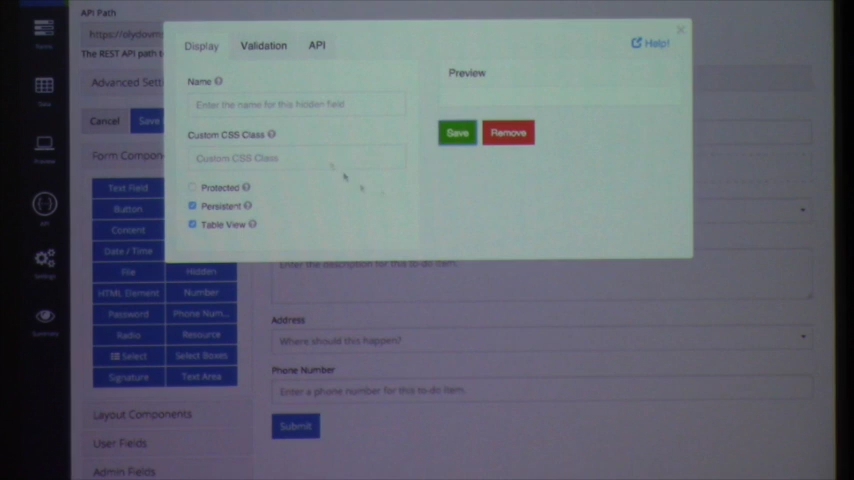 API Path
https://olydovm
The REST API path t
Advanced Setti
Cancel
Save
Form Componen
Text Field
Button
Content
Date / Time
File
Hidden
HTML Element
Number
Password
Phone Num...
Radio
Resource
Select
Select Boxes
Signature
Text Area
Layout Components
User Fields
Admin Fields
Display
Validation
API
Help!
Name
Enter the name for this hidden field
Custom CSS Class
Custom CSS Class
Protected
Persistent
Table View
Preview
Save
Remove
Enter the description for this to-do item.
Address
Where should this happen?
Phone Number
Enter a phone number for this to-do item.
Submit
API
Settings